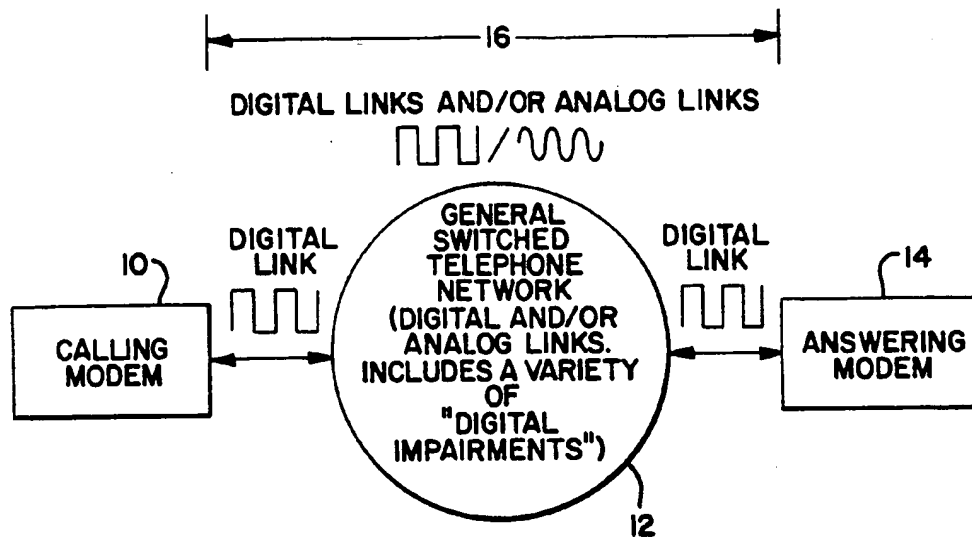 16
DIGITAL LINKS AND/OR ANALOG LINKS
GENERAL
SWITCHED
TELEPHONE
NETWORK
(DIGITAL AND/OR
ANALOG LINKS.
INCLUDES A VARIETY
OF
"DIGITAL
IMPAIRMENTS")
DIGITAL
LINK
10
CALLING
MODEM
DIGITAL
LINK
14
ANSWERING
MODEM
12